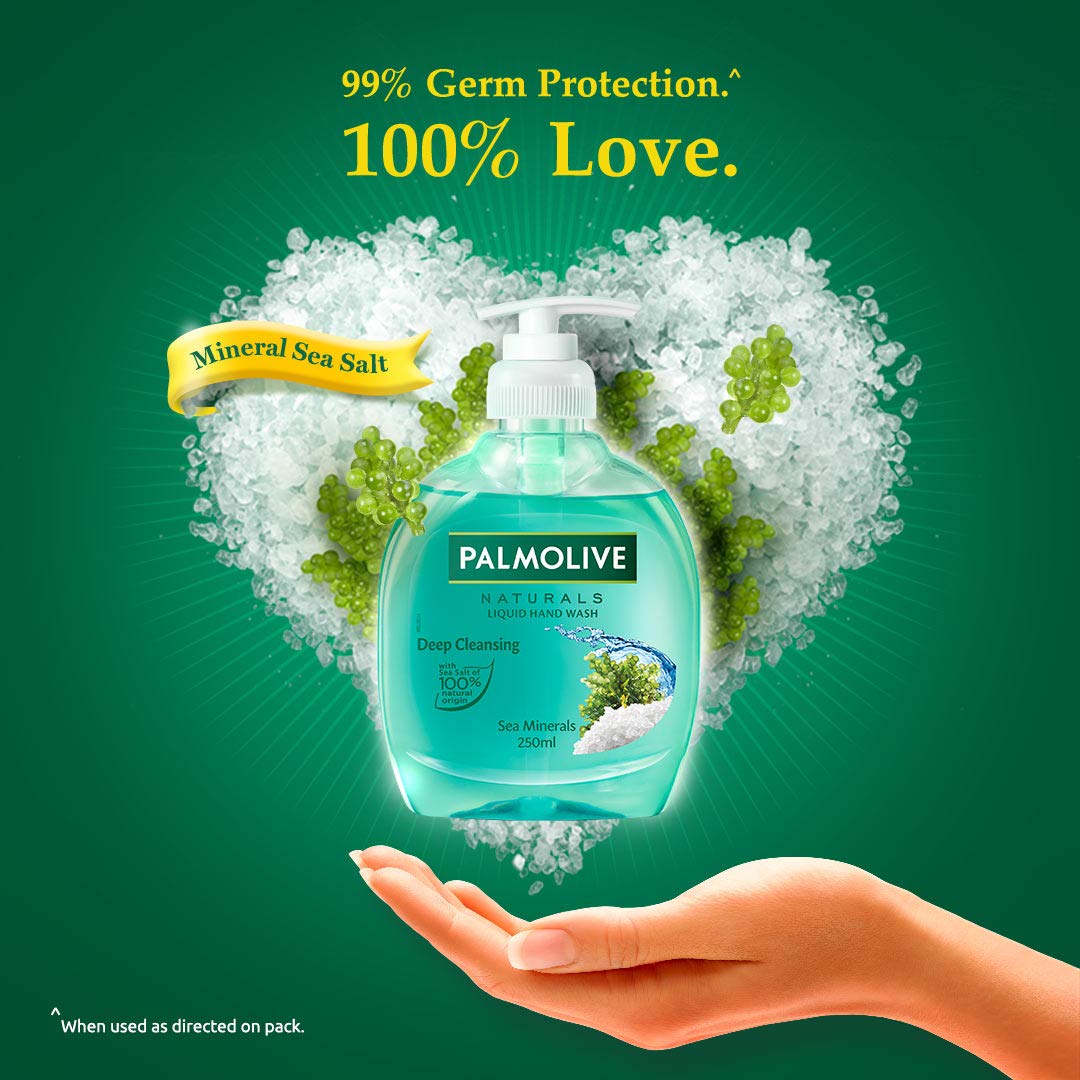 99% Germ Protection.^
100% Love.
Mineral Sea Salt
PALMOLIVE
NATURALS
LIQUID HAND WASH
Deep Cleansing
with
Sea Salt of
100%
natural
origin
Sea Minerals
250ml
^When used as directed on pack.